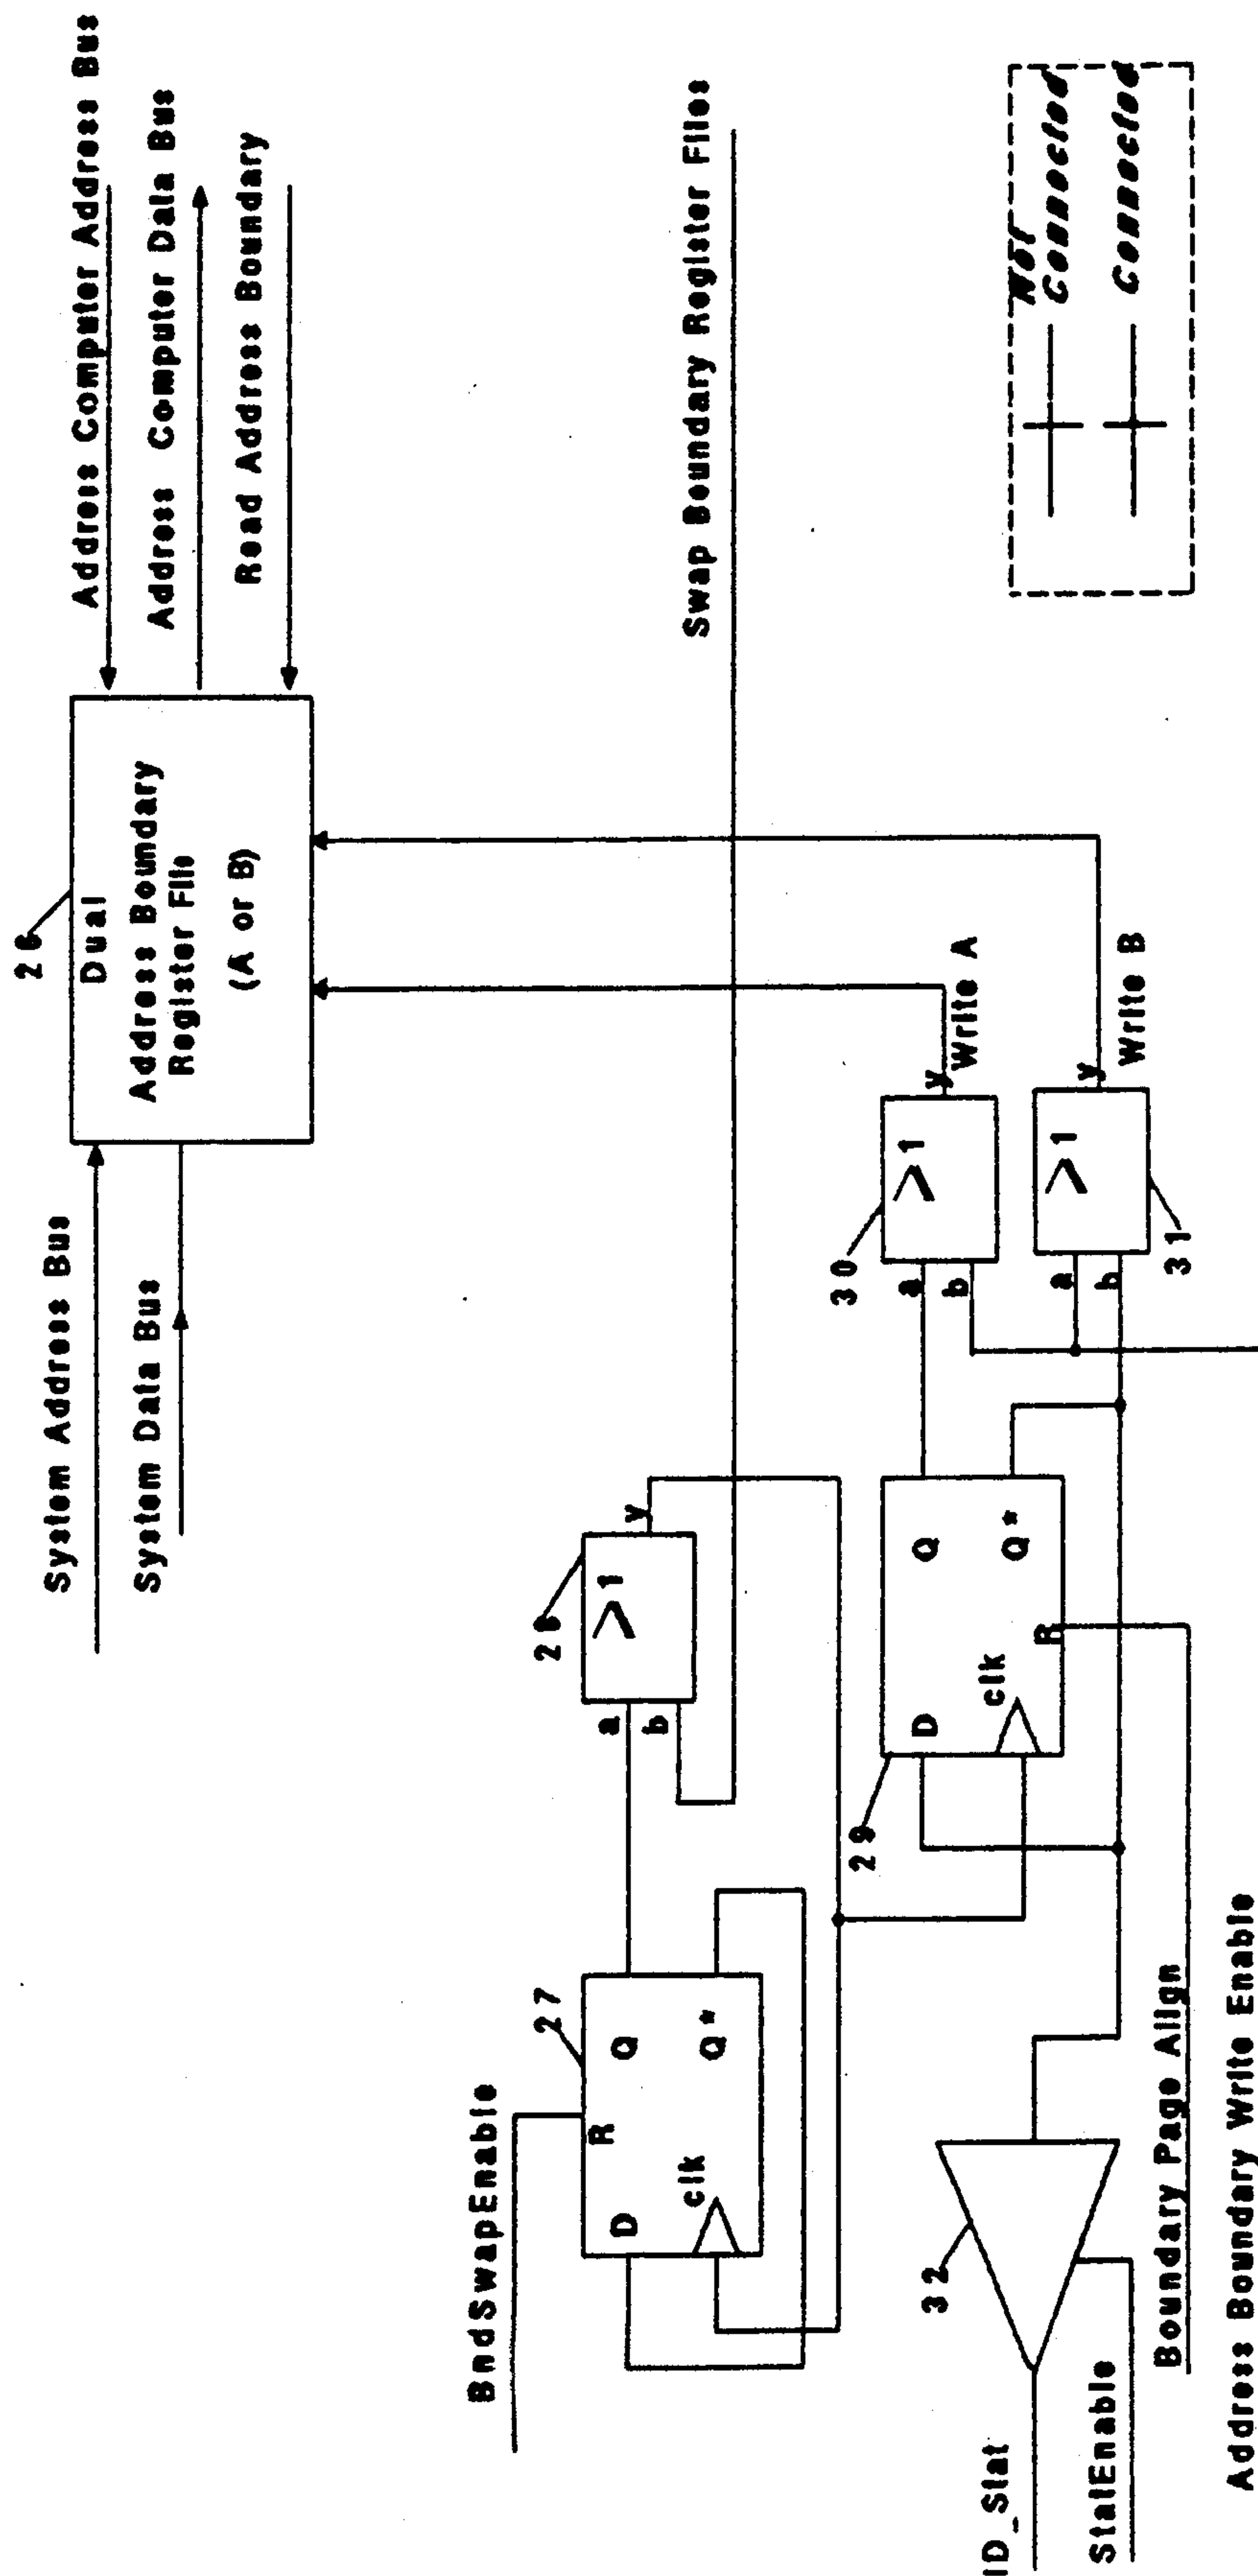 Address Computer Address Bus
Address Computer Data Bus
Read Address Boundary
26
Dual
Address Boundary
Register File
(A or B)
System Address Bus
System Data Bus
Swap Boundary Register Files
Not
Connected
Connected
BndSwapEnable
27
R
D
Q
clk
Q*
28
a
b
>1
y
29
D
Q
clk
Q*
R
30
a
b
>1
y
Write A
31
a
b
>1
y
Write B
32
ID_Stat
StatEnable
Boundary Page Align
Address Boundary Write Enable